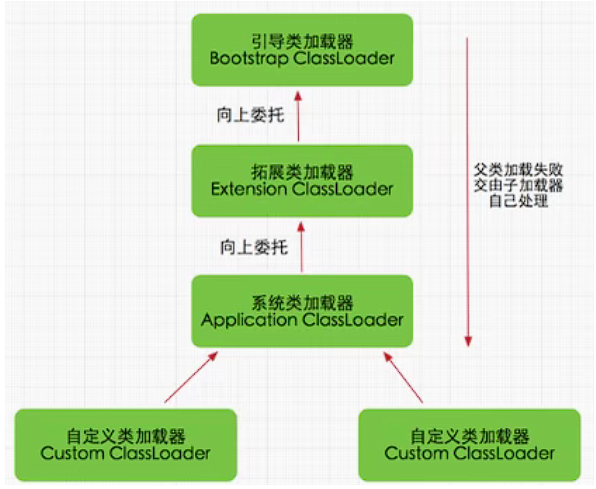 引导类加载器
Bootstrap ClassLoader
向上委托
拓展类加载器
Extension ClassLoader
父类加载失败
交由子加载器
自己处理
向上委托
系统类加载器
Application ClassLoader
自定义类加载器
Custom ClassLoader
自定义类加载器
Custom ClassLoader